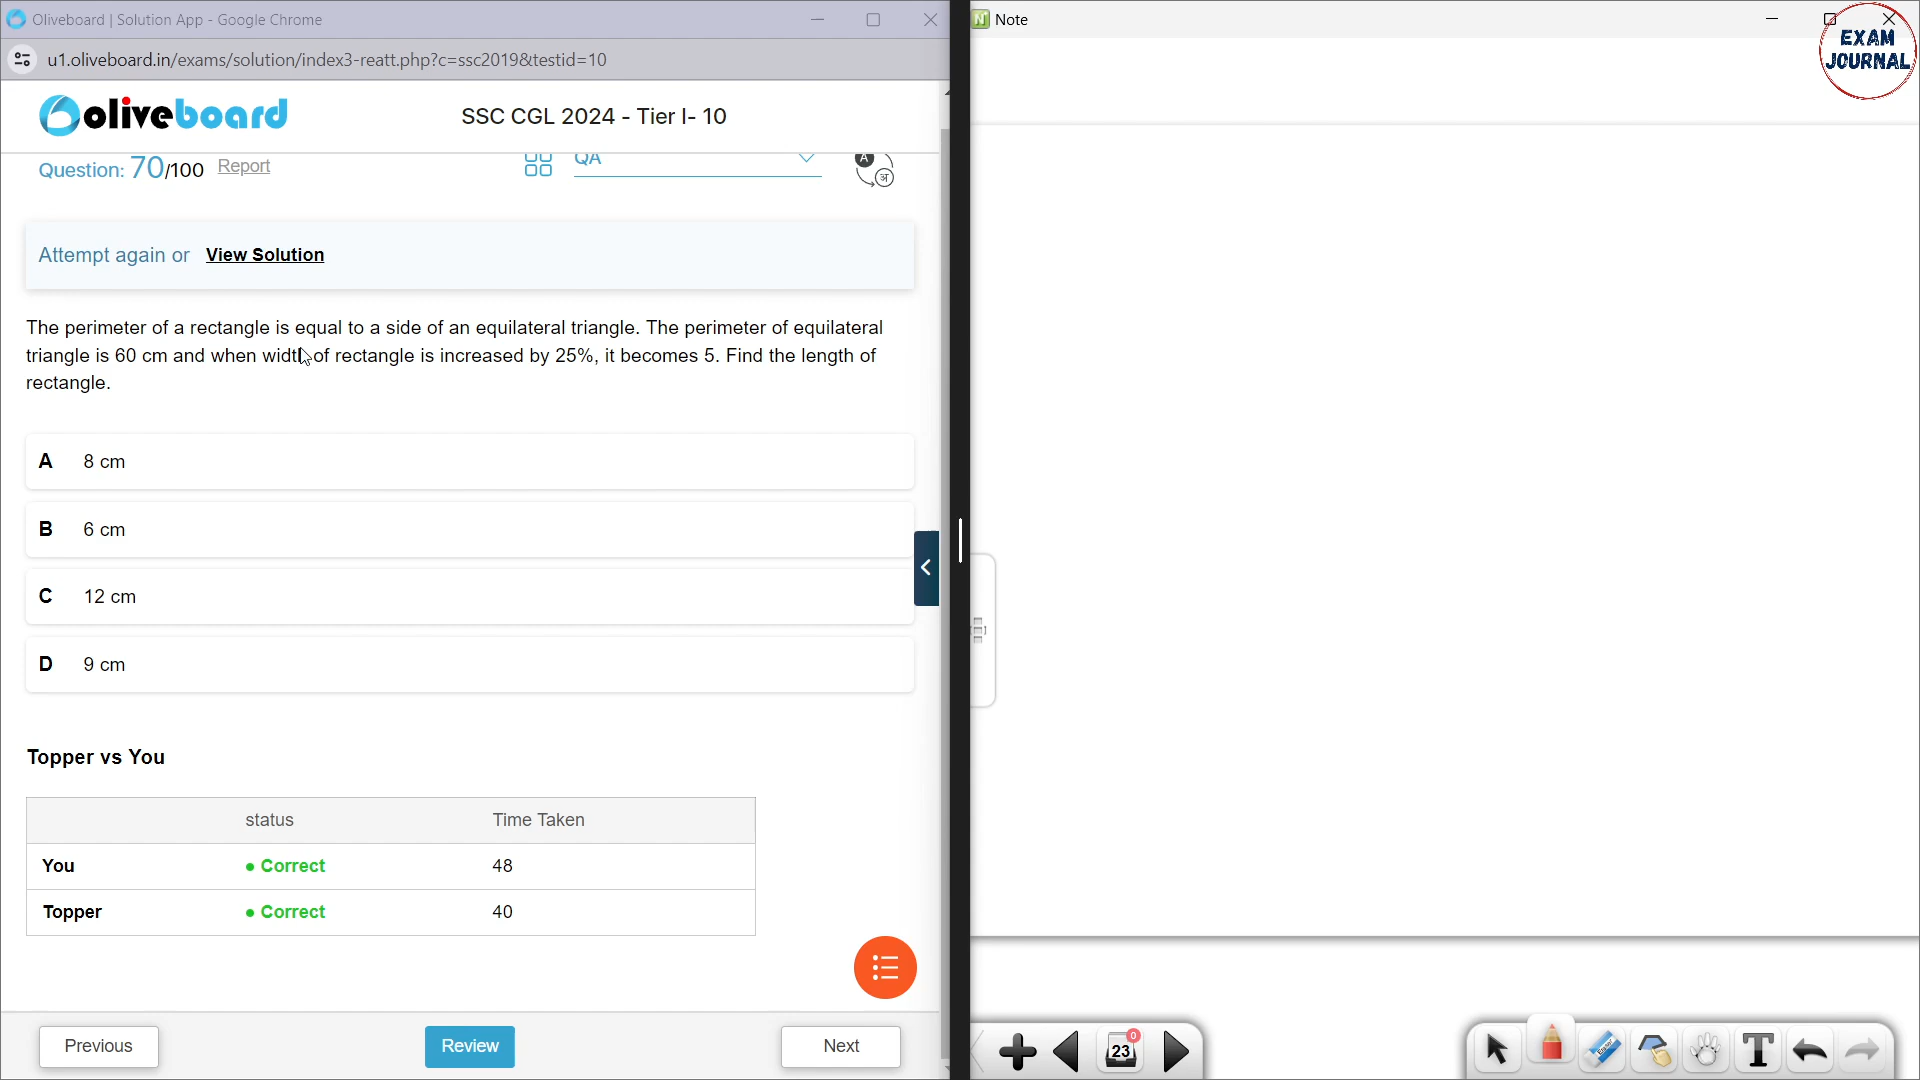 Oliveboard | Solution App - Google Chrome
u1.oliveboard.in/exams/solution/index3-reatt.php?c=ssc2019&testid=10
oliveboard
SSC CGL 2024 - Tier I- 10
Question: 70/100 Report
QA
A
अ
Attempt again or View Solution
The perimeter of a rectangle is equal to a side of an equilateral triangle. The perimeter of equilateral
triangle is 60 cm and when width of rectangle is increased by 25%, it becomes 5. Find the length of
rectangle.
A 8 cm
B 6 cm
C 12 cm
D 9 cm
Topper vs You
status Time Taken
You Correct 48
Topper Correct 40
Previous
Review
Next
N Note
EXAM
JOURNAL
23
0
T